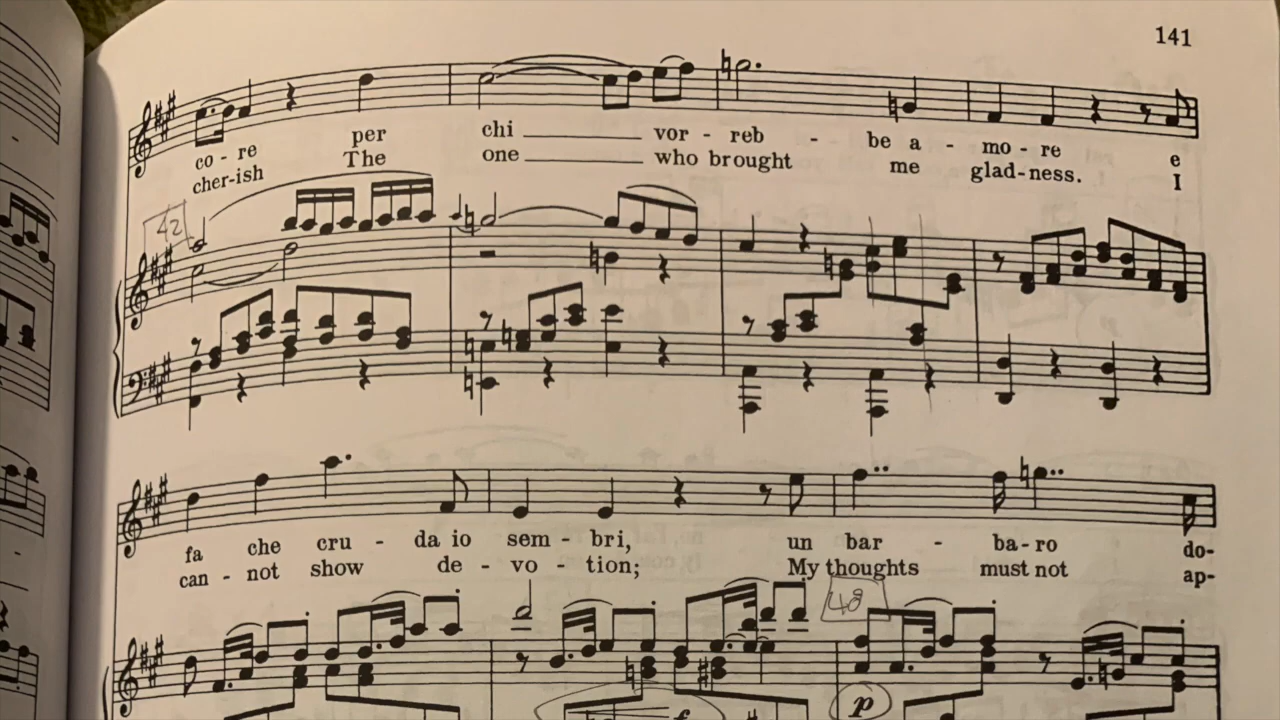 141
co - re per chi vor - reb - be a - mo - re e
cher-ish The one who brought me glad-ness. I
42
fa che cru - da io sem - bri, un bar - ba-ro do-
can - not show de - vo - tion; My thoughts must not ap-
48
p
f